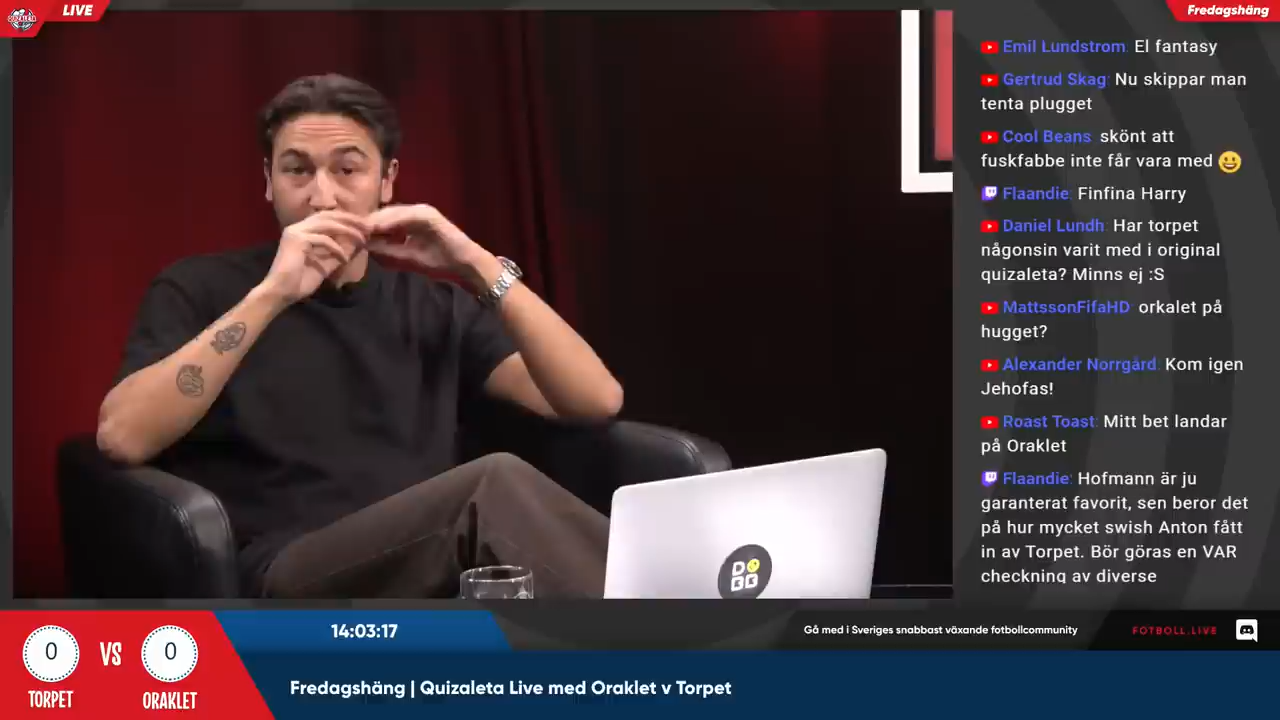 QUIZALETA
LIVE
Fredagshäng
Emil Lundstrom: El fantasy
Gertrud Skag: Nu skippar man
tenta plugget
Cool Beans: skönt att
fuskfabbe inte får vara med 😀
Flaandie: Finfina Harry
Daniel Lundh: Har torpet
någonsin varit med i original
quizaleta? Minns ej :S
MattssonFifaHD: orkalet på
hugget?
Alexander Norrgård: Kom igen
Jehofas!
Roast Toast: Mitt bet landar
på Oraklet
Flaandie: Hofmann är ju
garanterat favorit, sen beror det
på hur mycket swish Anton fått
in av Torpet. Bör göras en VAR
checkning av diverse
0 VS 0
TORPET ORAKLET
14:03:17
Gå med i Sveriges snabbast växande fotbollcommunity
FOTBOLL.LIVE
Fredagshäng | Quizaleta Live med Oraklet v Torpet